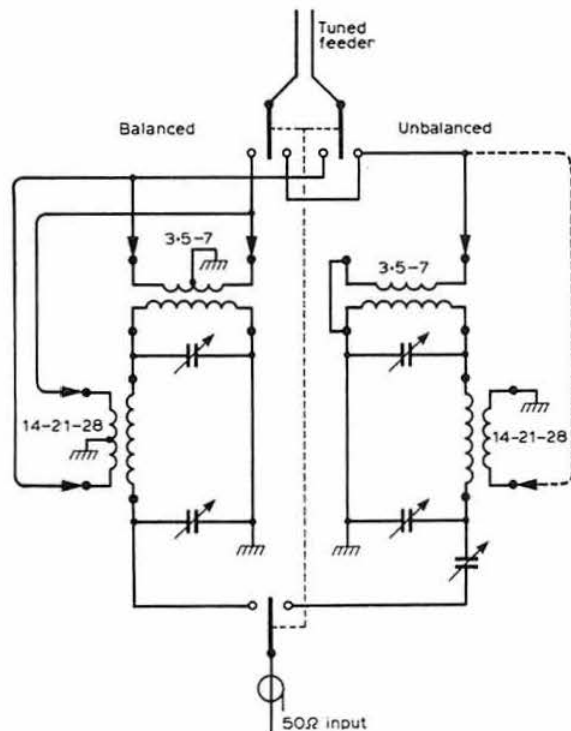 Tuned
feeder
Balanced
Unbalanced
3·5-7
3·5-7
14-21-28
14-21-28
50Ω input